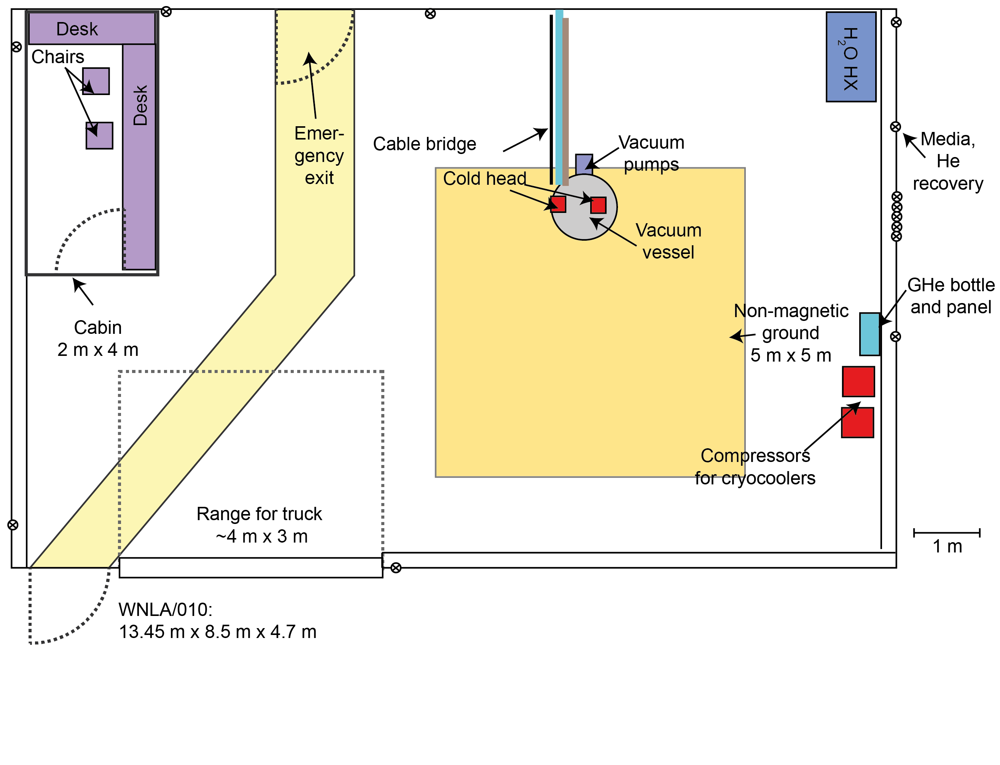 Desk
Chairs
Desk
Emer-
gency
exit
Cabin
2 m x 4 m
Cable bridge
Vacuum
pumps
Cold head
Vacuum
vessel
H2O HX
Media,
He
recovery
GHe bottle
and panel
Non-magnetic
ground
5 m x 5 m
Compressors
for cryocoolers
Range for truck
~4 m x 3 m
1 m
WNLA/010:
13.45 m x 8.5 m x 4.7 m